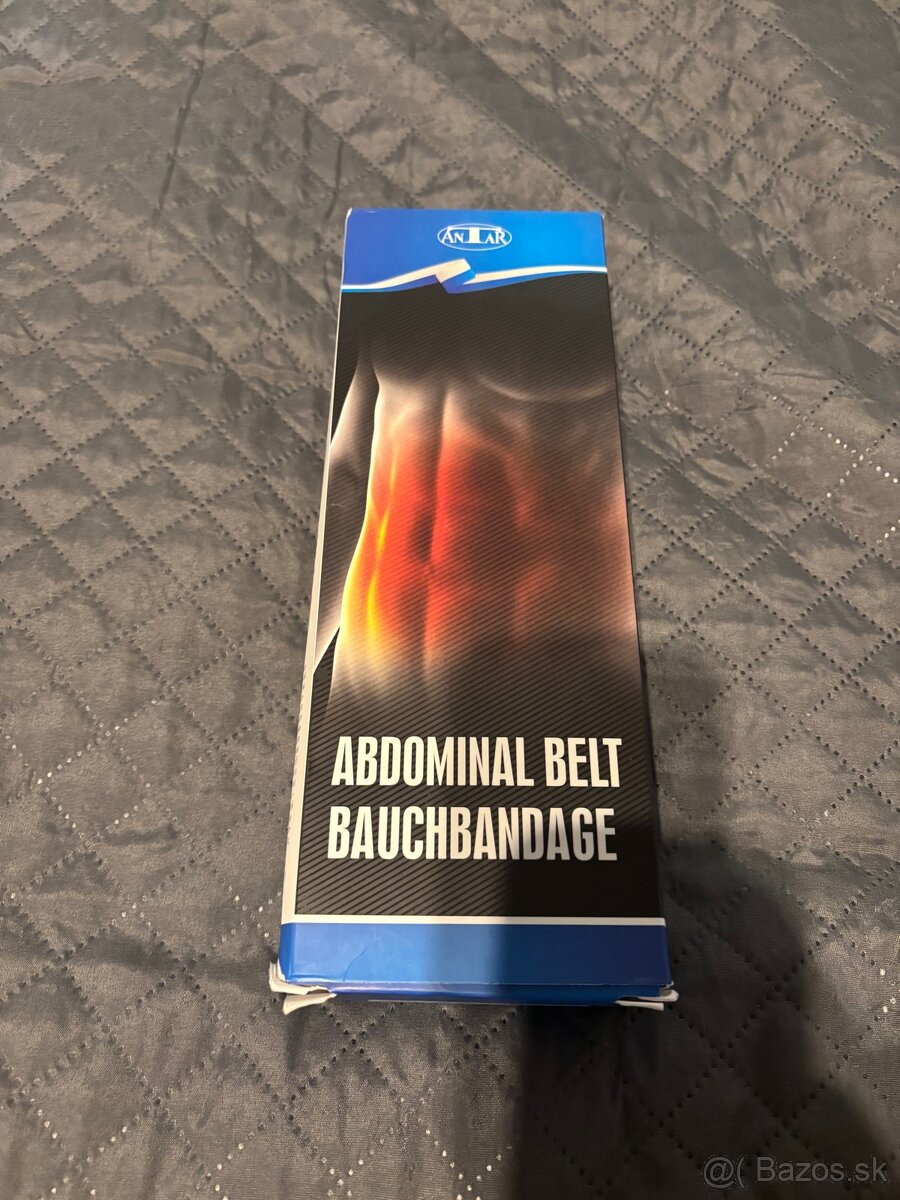 ANTAR
ABDOMINAL BELT
BAUCHBANDAGE
@( Bazos.sk